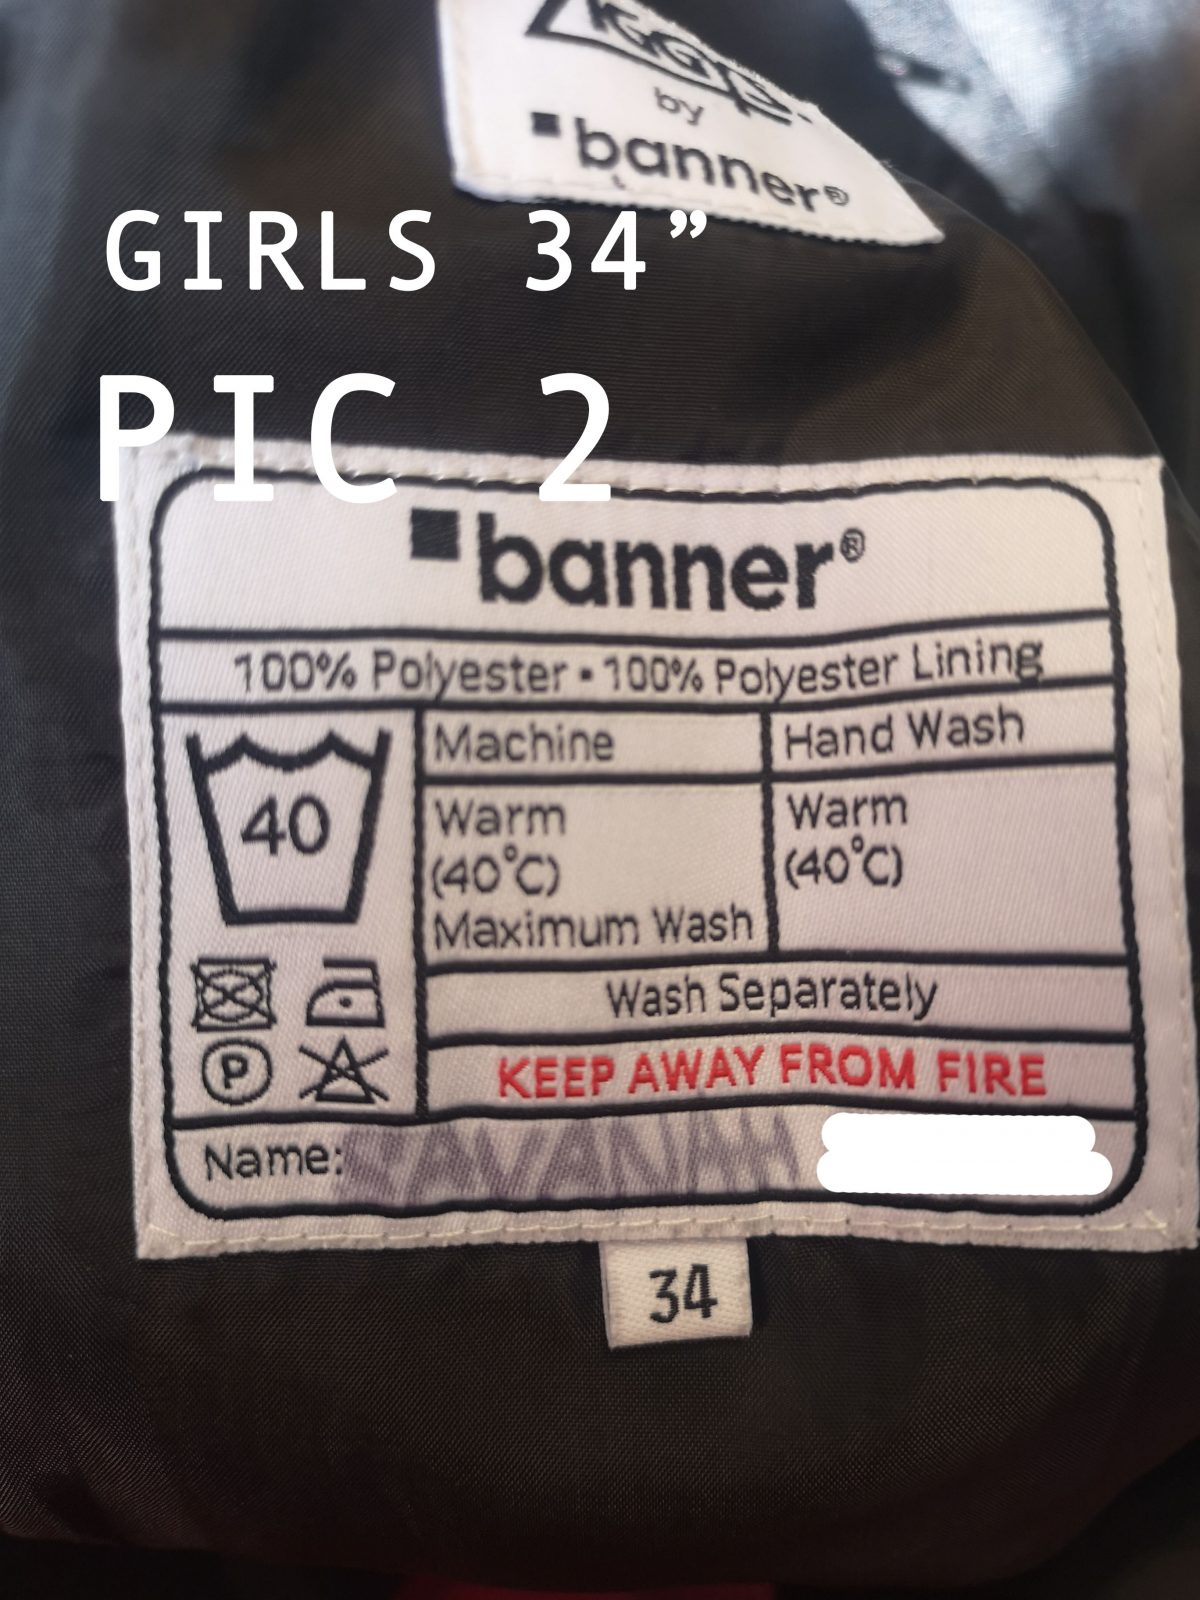 by
banner®
GIRLS 34”
PIC 2
banner®
100% Polyester ▪ 100% Polyester Lining
40
Machine
Hand Wash
Warm
(40°C)
Maximum Wash
Warm
(40°C)
Wash Separately
KEEP AWAY FROM FIRE
P
Name: SAVANAH
34